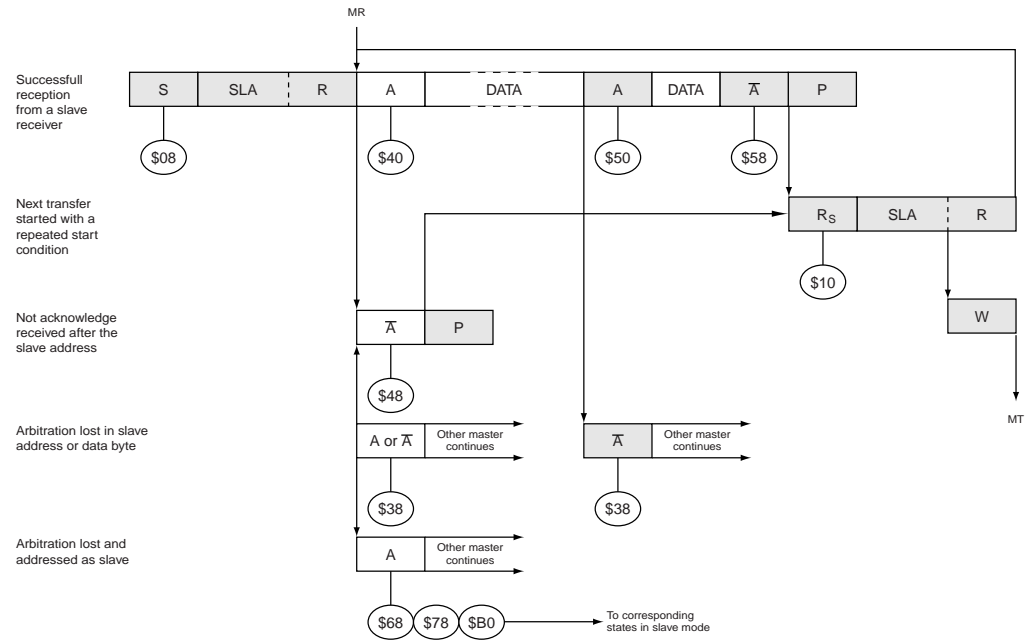 MR
Successfull
reception
from a slave
receiver
S SLA R A DATA A DATA A̅ P
$08 $40 $50 $58
Next transfer
started with a
repeated start
condition
RS SLA R
$10
Not acknowledge
received after the
slave address
A̅ P
W
$48
MT
Arbitration lost in slave
address or data byte
A or A̅
Other master
continues
A̅
Other master
continues
$38 $38
Arbitration lost and
addressed as slave
A
Other master
continues
$68 $78 $B0
To corresponding
states in slave mode